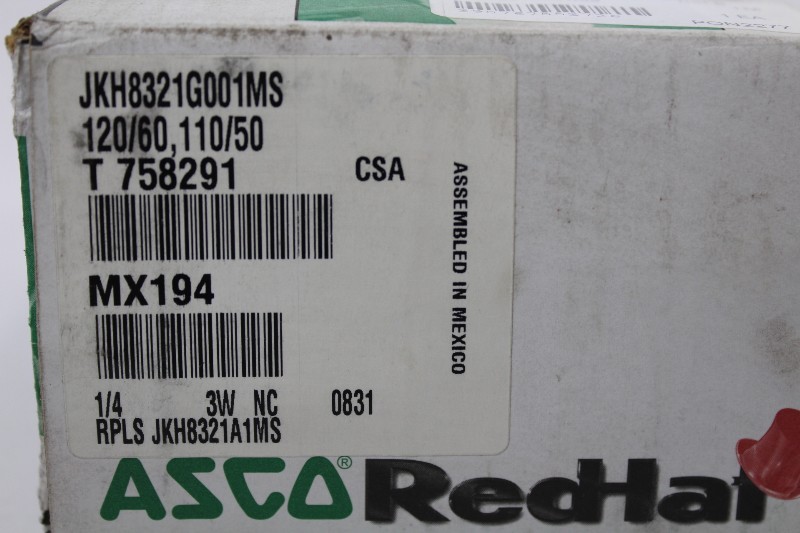 JKH8321G001MS
120/60,110/50
T 758291
CSA
ASSEMBLED IN MEXICO
MX194
1/4 3W NC 0831
RPLS JKH8321A1MS
ASCO® RedHat